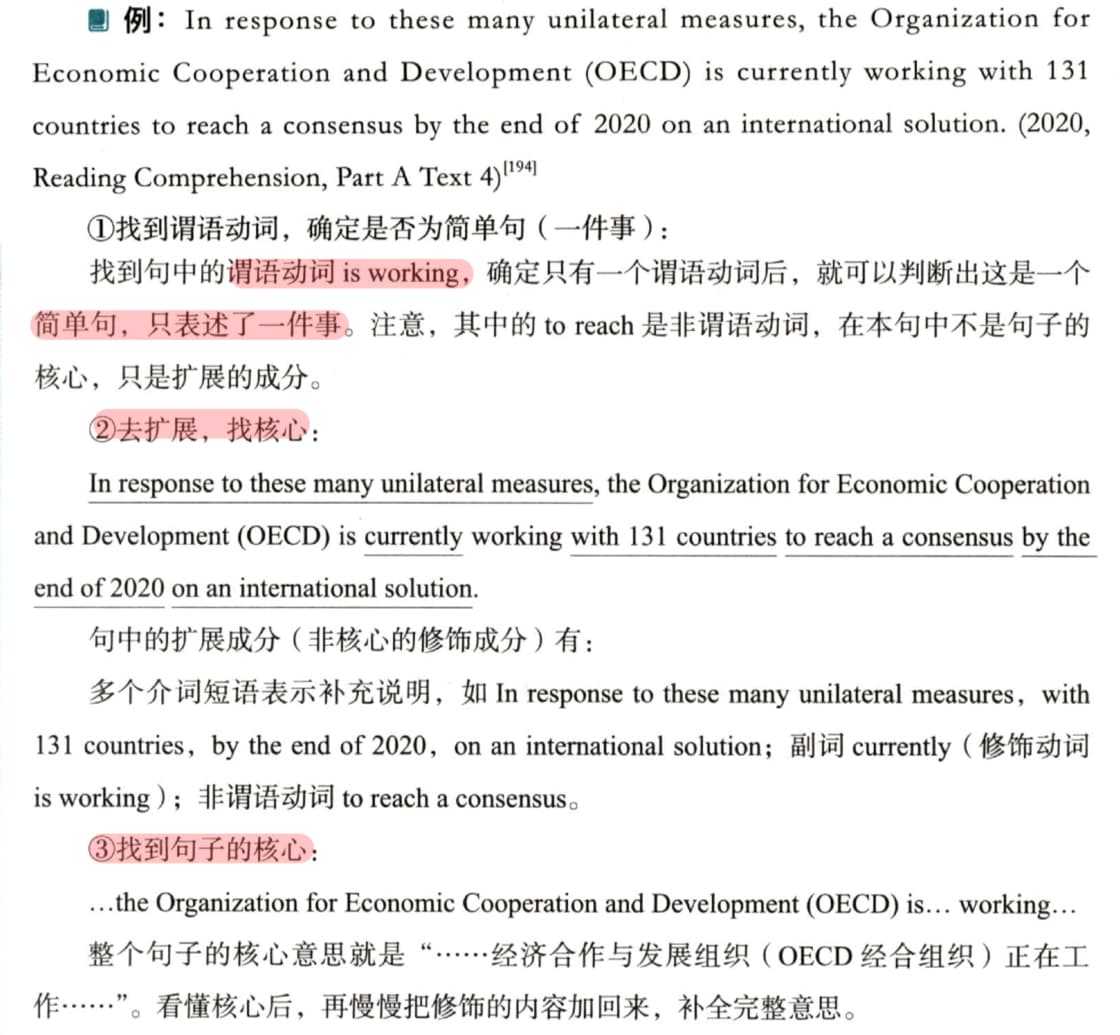 例：In response to these many unilateral measures, the Organization for
Economic Cooperation and Development (OECD) is currently working with 131
countries to reach a consensus by the end of 2020 on an international solution. (2020,
Reading Comprehension, Part A Text 4)[194]
①找到谓语动词，确定是否为简单句（一件事）：
找到句中的谓语动词 is working，确定只有一个谓语动词后，就可以判断出这是一个
简单句，只表述了一件事。注意，其中的 to reach 是非谓语动词，在本句中不是句子的
核心，只是扩展的成分。
②去扩展，找核心：
In response to these many unilateral measures, the Organization for Economic Cooperation
and Development (OECD) is currently working with 131 countries to reach a consensus by the
end of 2020 on an international solution.
句中的扩展成分（非核心的修饰成分）有：
多个介词短语表示补充说明，如 In response to these many unilateral measures，with
131 countries，by the end of 2020，on an international solution；副词 currently（修饰动词
is working）；非谓语动词 to reach a consensus。
③找到句子的核心：
…the Organization for Economic Cooperation and Development (OECD) is… working…
整个句子的核心意思就是“……经济合作与发展组织（OECD 经合组织）正在工
作……”。看懂核心后，再慢慢把修饰的内容加回来，补全完整意思。